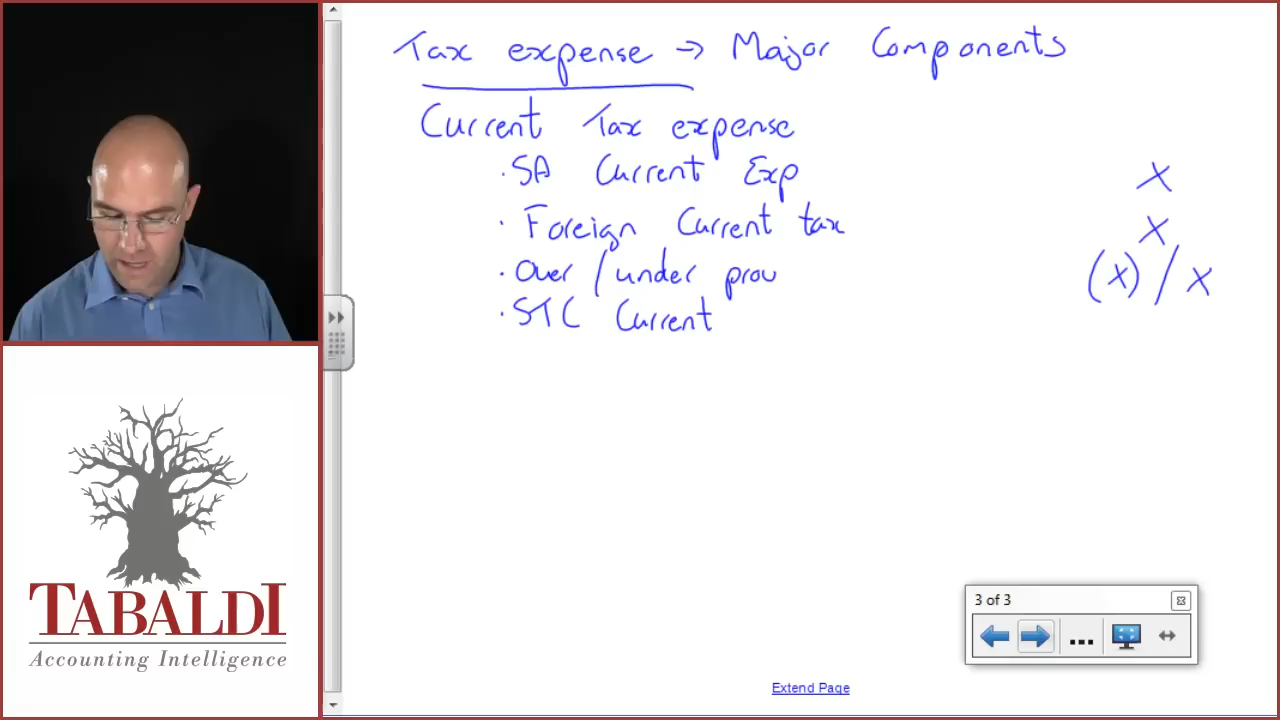 Tax expense → Major Components
Current Tax expense
· SA Current Exp X
· Foreign Current tax X
· Over / under prov (X) / X
· STC Current
TABALDI
Accounting Intelligence
3 of 3
...
Extend Page